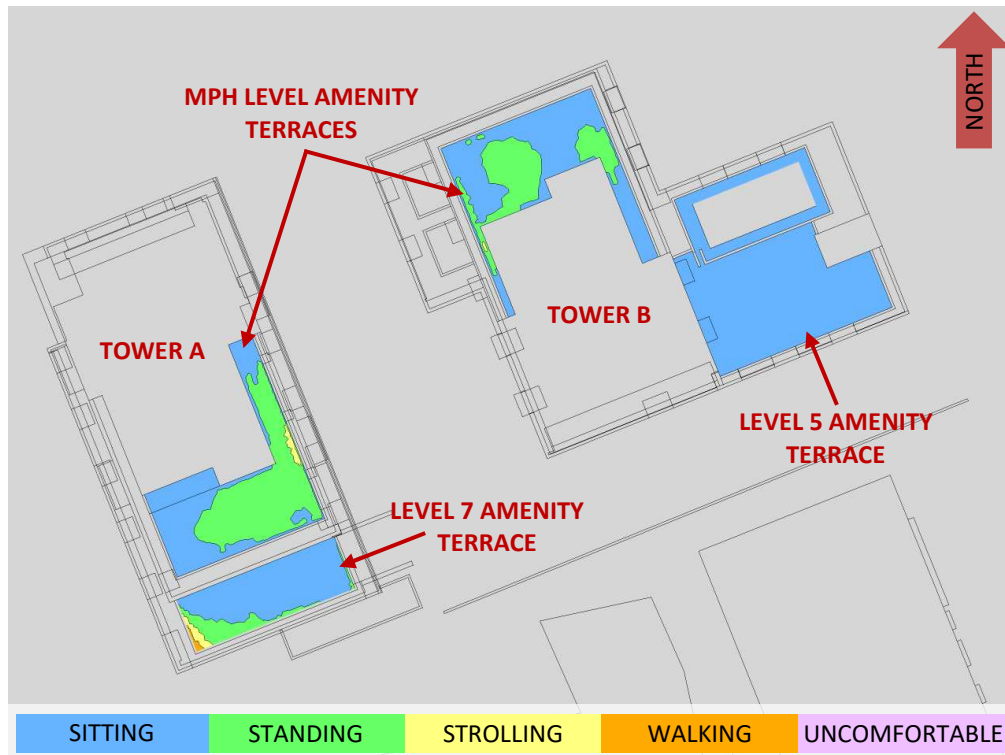 NORTH
MPH LEVEL AMENITY
TERRACES
TOWER B
TOWER A
LEVEL 5 AMENITY
TERRACE
LEVEL 7 AMENITY
TERRACE
SITTING
STANDING
STROLLING
WALKING
UNCOMFORTABLE